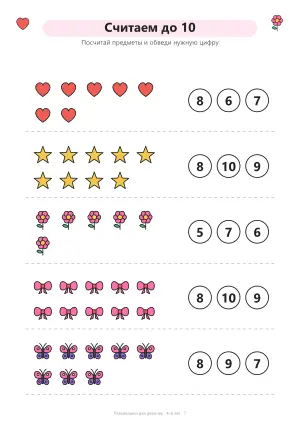 Считаем до 10
Посчитай предметы и обведи нужную цифру
8 6 7
8 10 9
5 7 6
8 10 9
8 9 7